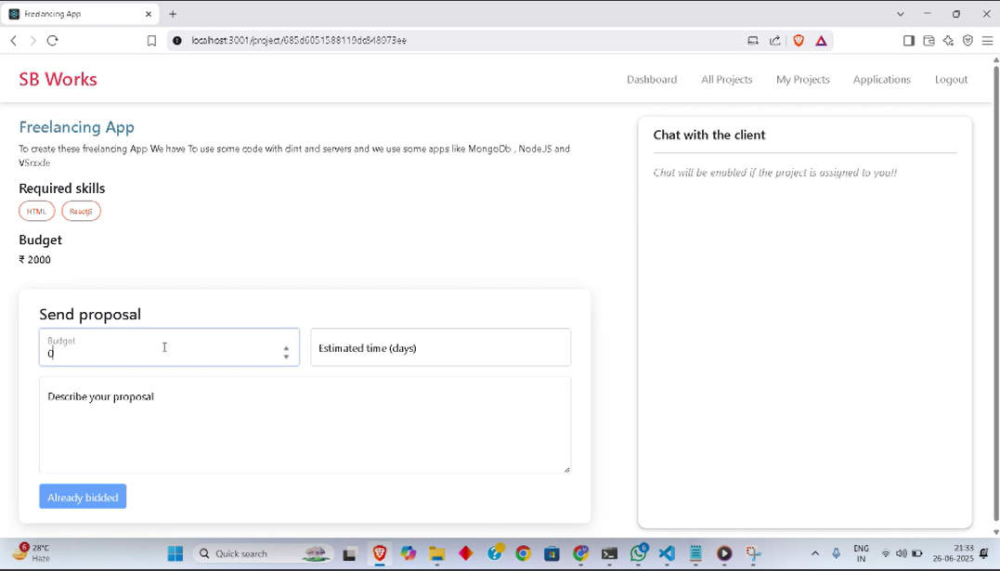 Freelancing App
localhost:3001/project/685d6051588119dc848973ee
SB Works
Dashboard
All Projects
My Projects
Applications
Logout
Freelancing App
To create these freelancing App We have To use some code with clint and servers and we use some apps like MongoDb , NodeJS and
VScode
Required skills
HTML
ReactJS
Budget
₹ 2000
Send proposal
Budget
0
Estimated time (days)
Describe your proposal
Already bidded
Chat with the client
Chat will be enabled if the project is assigned to you!!
6
28°C
Haze
Quick search
6
ENG
IN
21:33
26-06-2025